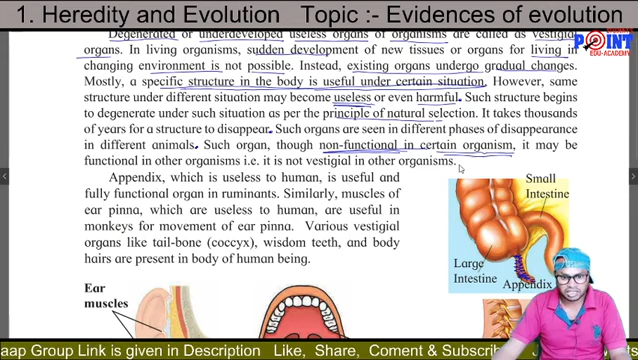 1. Heredity and Evolution Topic :- Evidences of evolution
Degenerated or underdeveloped useless organs of organisms are called as vestigial
organs. In living organisms, sudden development of new tissues or organs for living in
changing environment is not possible. Instead, existing organs undergo gradual changes.
Mostly, a specific structure in the body is useful under certain situation. However, same
structure under different situation may become useless or even harmful. Such structure begins
to degenerate under such situation as per the principle of natural selection. It takes thousands
of years for a structure to disappear. Such organs are seen in different phases of disappearance
in different animals. Such organ, though non-functional in certain organism, it may be
functional in other organisms i.e. it is not vestigial in other organisms.
POINT
EDU-ACADEMY
Appendix, which is useless to human, is useful and
fully functional organ in ruminants. Similarly, muscles of
ear pinna, which are useless to human, are useful in
monkeys for movement of ear pinna. Various vestigial
organs like tail-bone (coccyx), wisdom teeth, and body
hairs are present in body of human being.
Small
Intestine
Large
Intestine
Appendix
Ear
muscles
aap Group Link is given in Description Like, Share, Coment & Subscribe